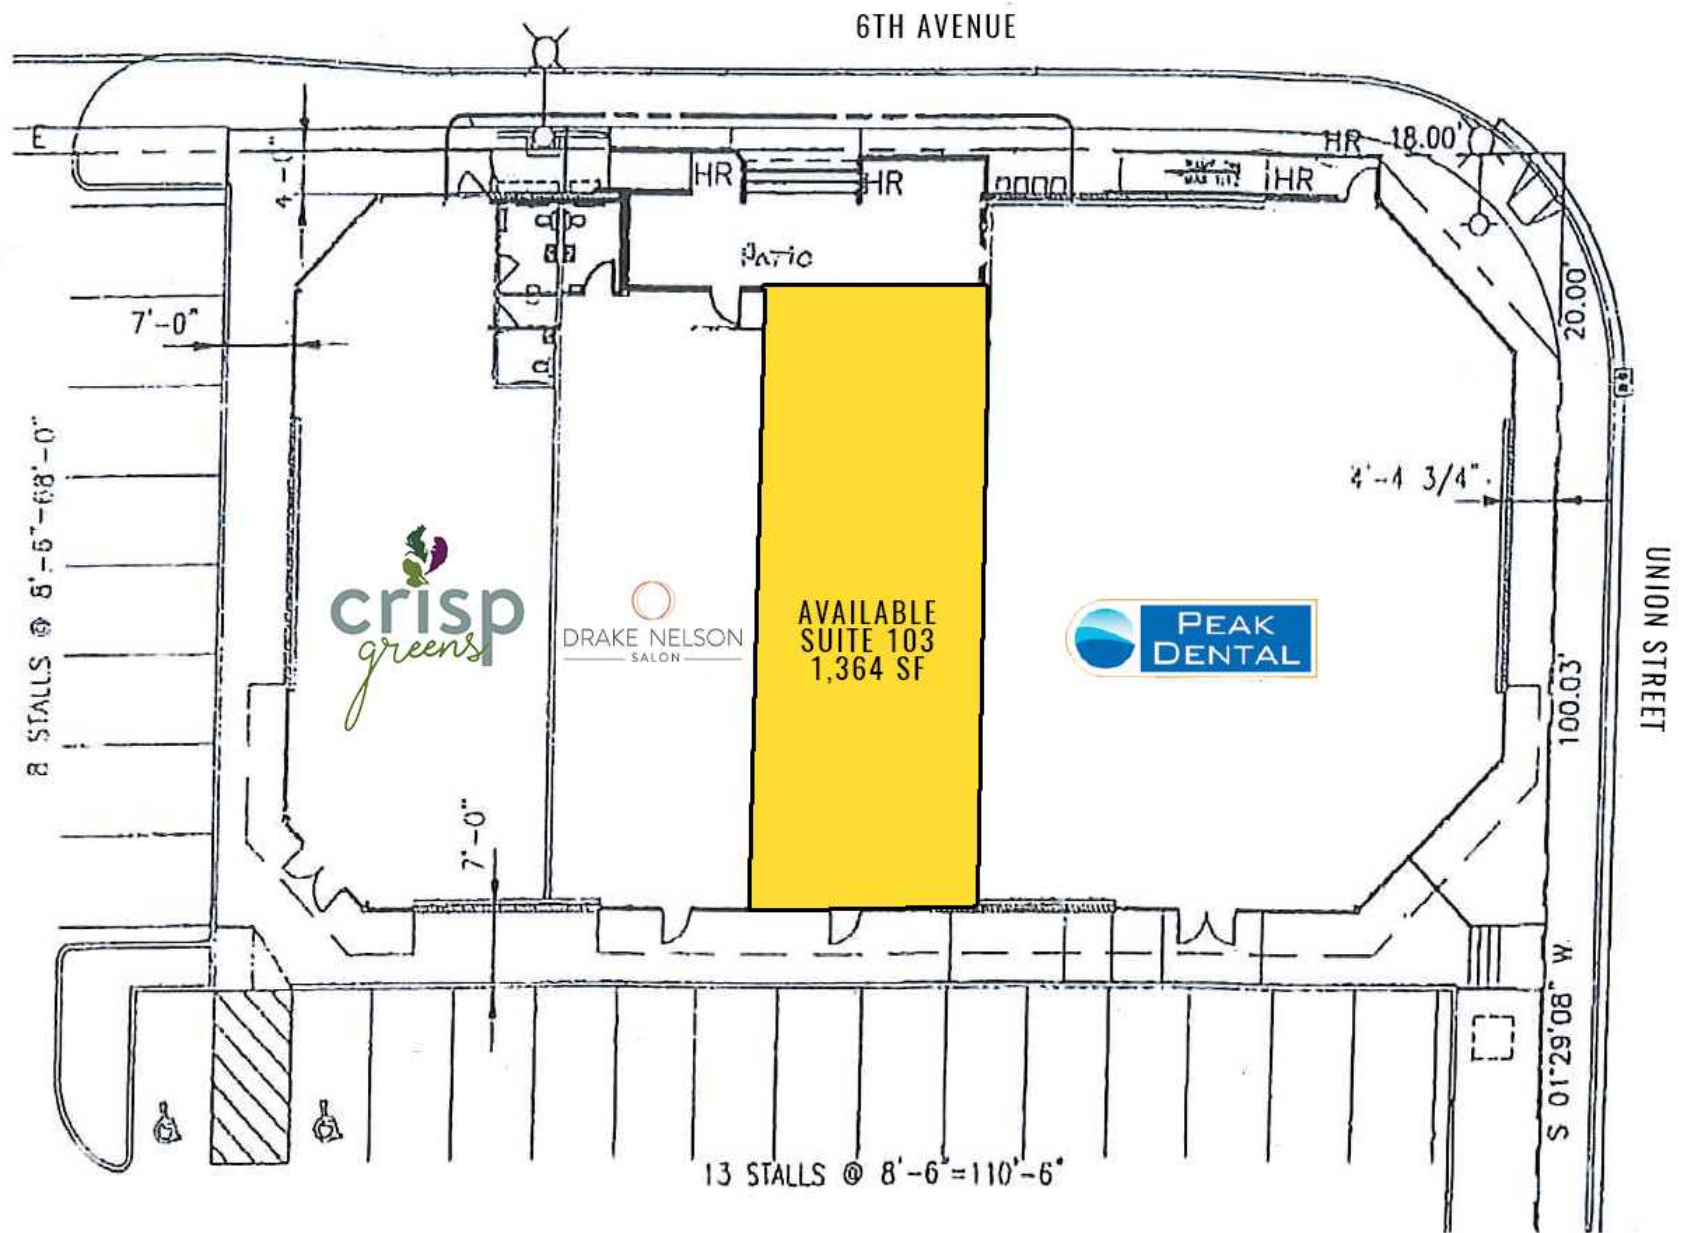 6TH AVENUE
E
4'-0"
HR
HR
HR
HR
18.00'
PATIO
20.00'
7'-0"
8 STALLS @ 8'-6"-68'-0"
4'-4 3/4"
crisp
greens
DRAKE NELSON
SALON
AVAILABLE
SUITE 103
1,364 SF
PEAK
DENTAL
UNION STREET
100.03'
7'-0"
S 01°29'08" W
13 STALLS @ 8'-6"=110'-6"